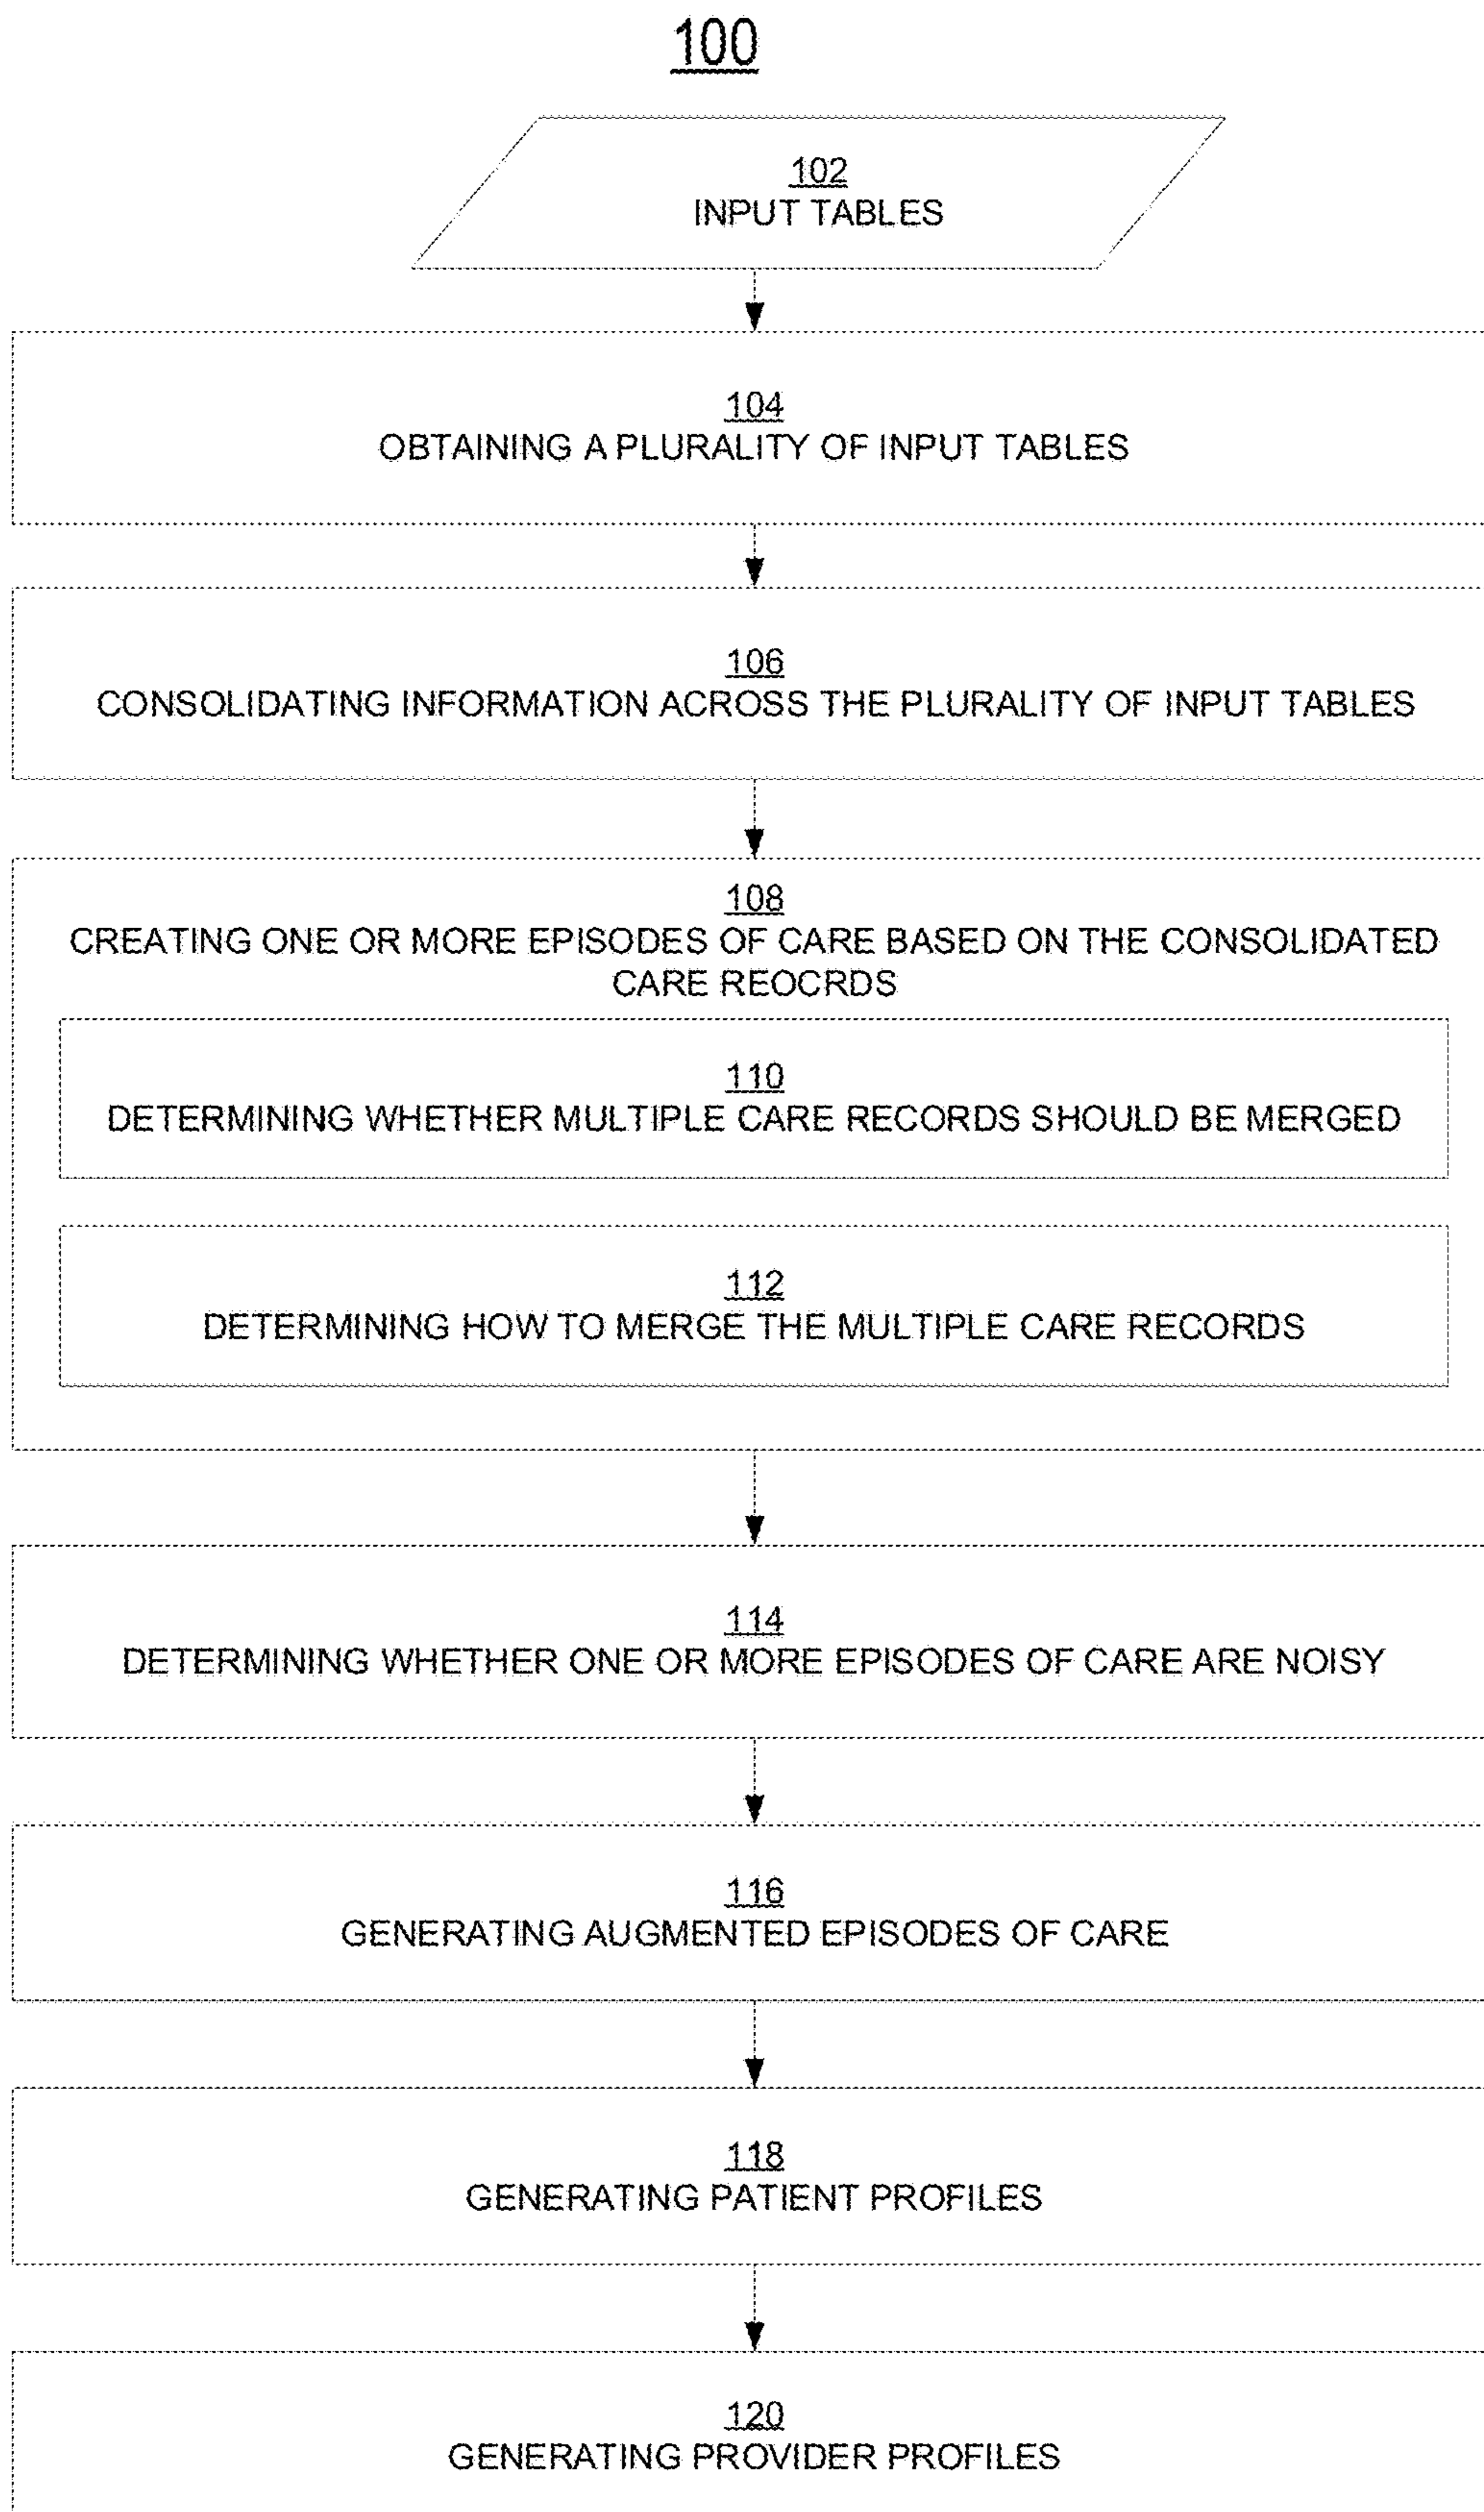 100
102
INPUT TABLES
104
OBTAINING A PLURALITY OF INPUT TABLES
106
CONSOLIDATING INFORMATION ACROSS THE PLURALITY OF INPUT TABLES
108
CREATING ONE OR MORE EPISODES OF CARE BASED ON THE CONSOLIDATED
CARE REOCRDS
110
DETERMINING WHETHER MULTIPLE CARE RECORDS SHOULD BE MERGED
112
DETERMINING HOW TO MERGE THE MULTIPLE CARE RECORDS
114
DETERMINING WHETHER ONE OR MORE EPISODES OF CARE ARE NOISY
116
GENERATING AUGMENTED EPISODES OF CARE
118
GENERATING PATIENT PROFILES
120
GENERATING PROVIDER PROFILES